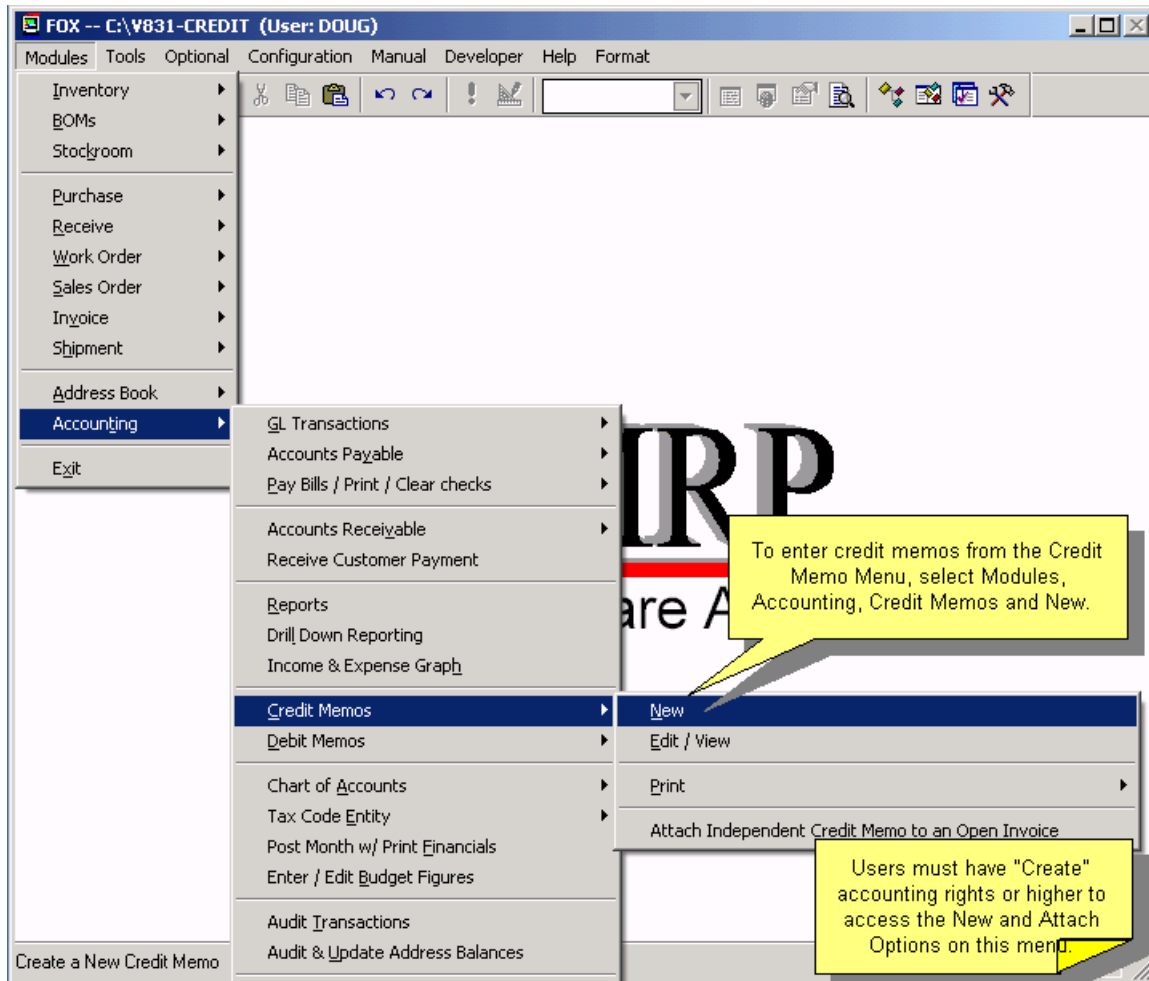 FOX -- C:\V831-CREDIT (User: DOUG)
Modules Tools Optional Configuration Manual Developer Help Format
Inventory
BOMs
Stockroom
Purchase
Receive
Work Order
Sales Order
Invoice
Shipment
Address Book
Accounting
Exit
GL Transactions
Accounts Payable
Pay Bills / Print / Clear checks
Accounts Receivable
Receive Customer Payment
Reports
Drill Down Reporting
Income & Expense Graph
Credit Memos
Debit Memos
Chart of Accounts
Tax Code Entity
Post Month w/ Print Financials
Enter / Edit Budget Figures
Audit Transactions
Audit & Update Address Balances
New
Edit / View
Print
Attach Independent Credit Memo to an Open Invoice
RP
are A
To enter credit memos from the Credit
Memo Menu, select Modules,
Accounting, Credit Memos and New.
Users must have "Create"
accounting rights or higher to
access the New and Attach
Options on this menu.
Create a New Credit Memo